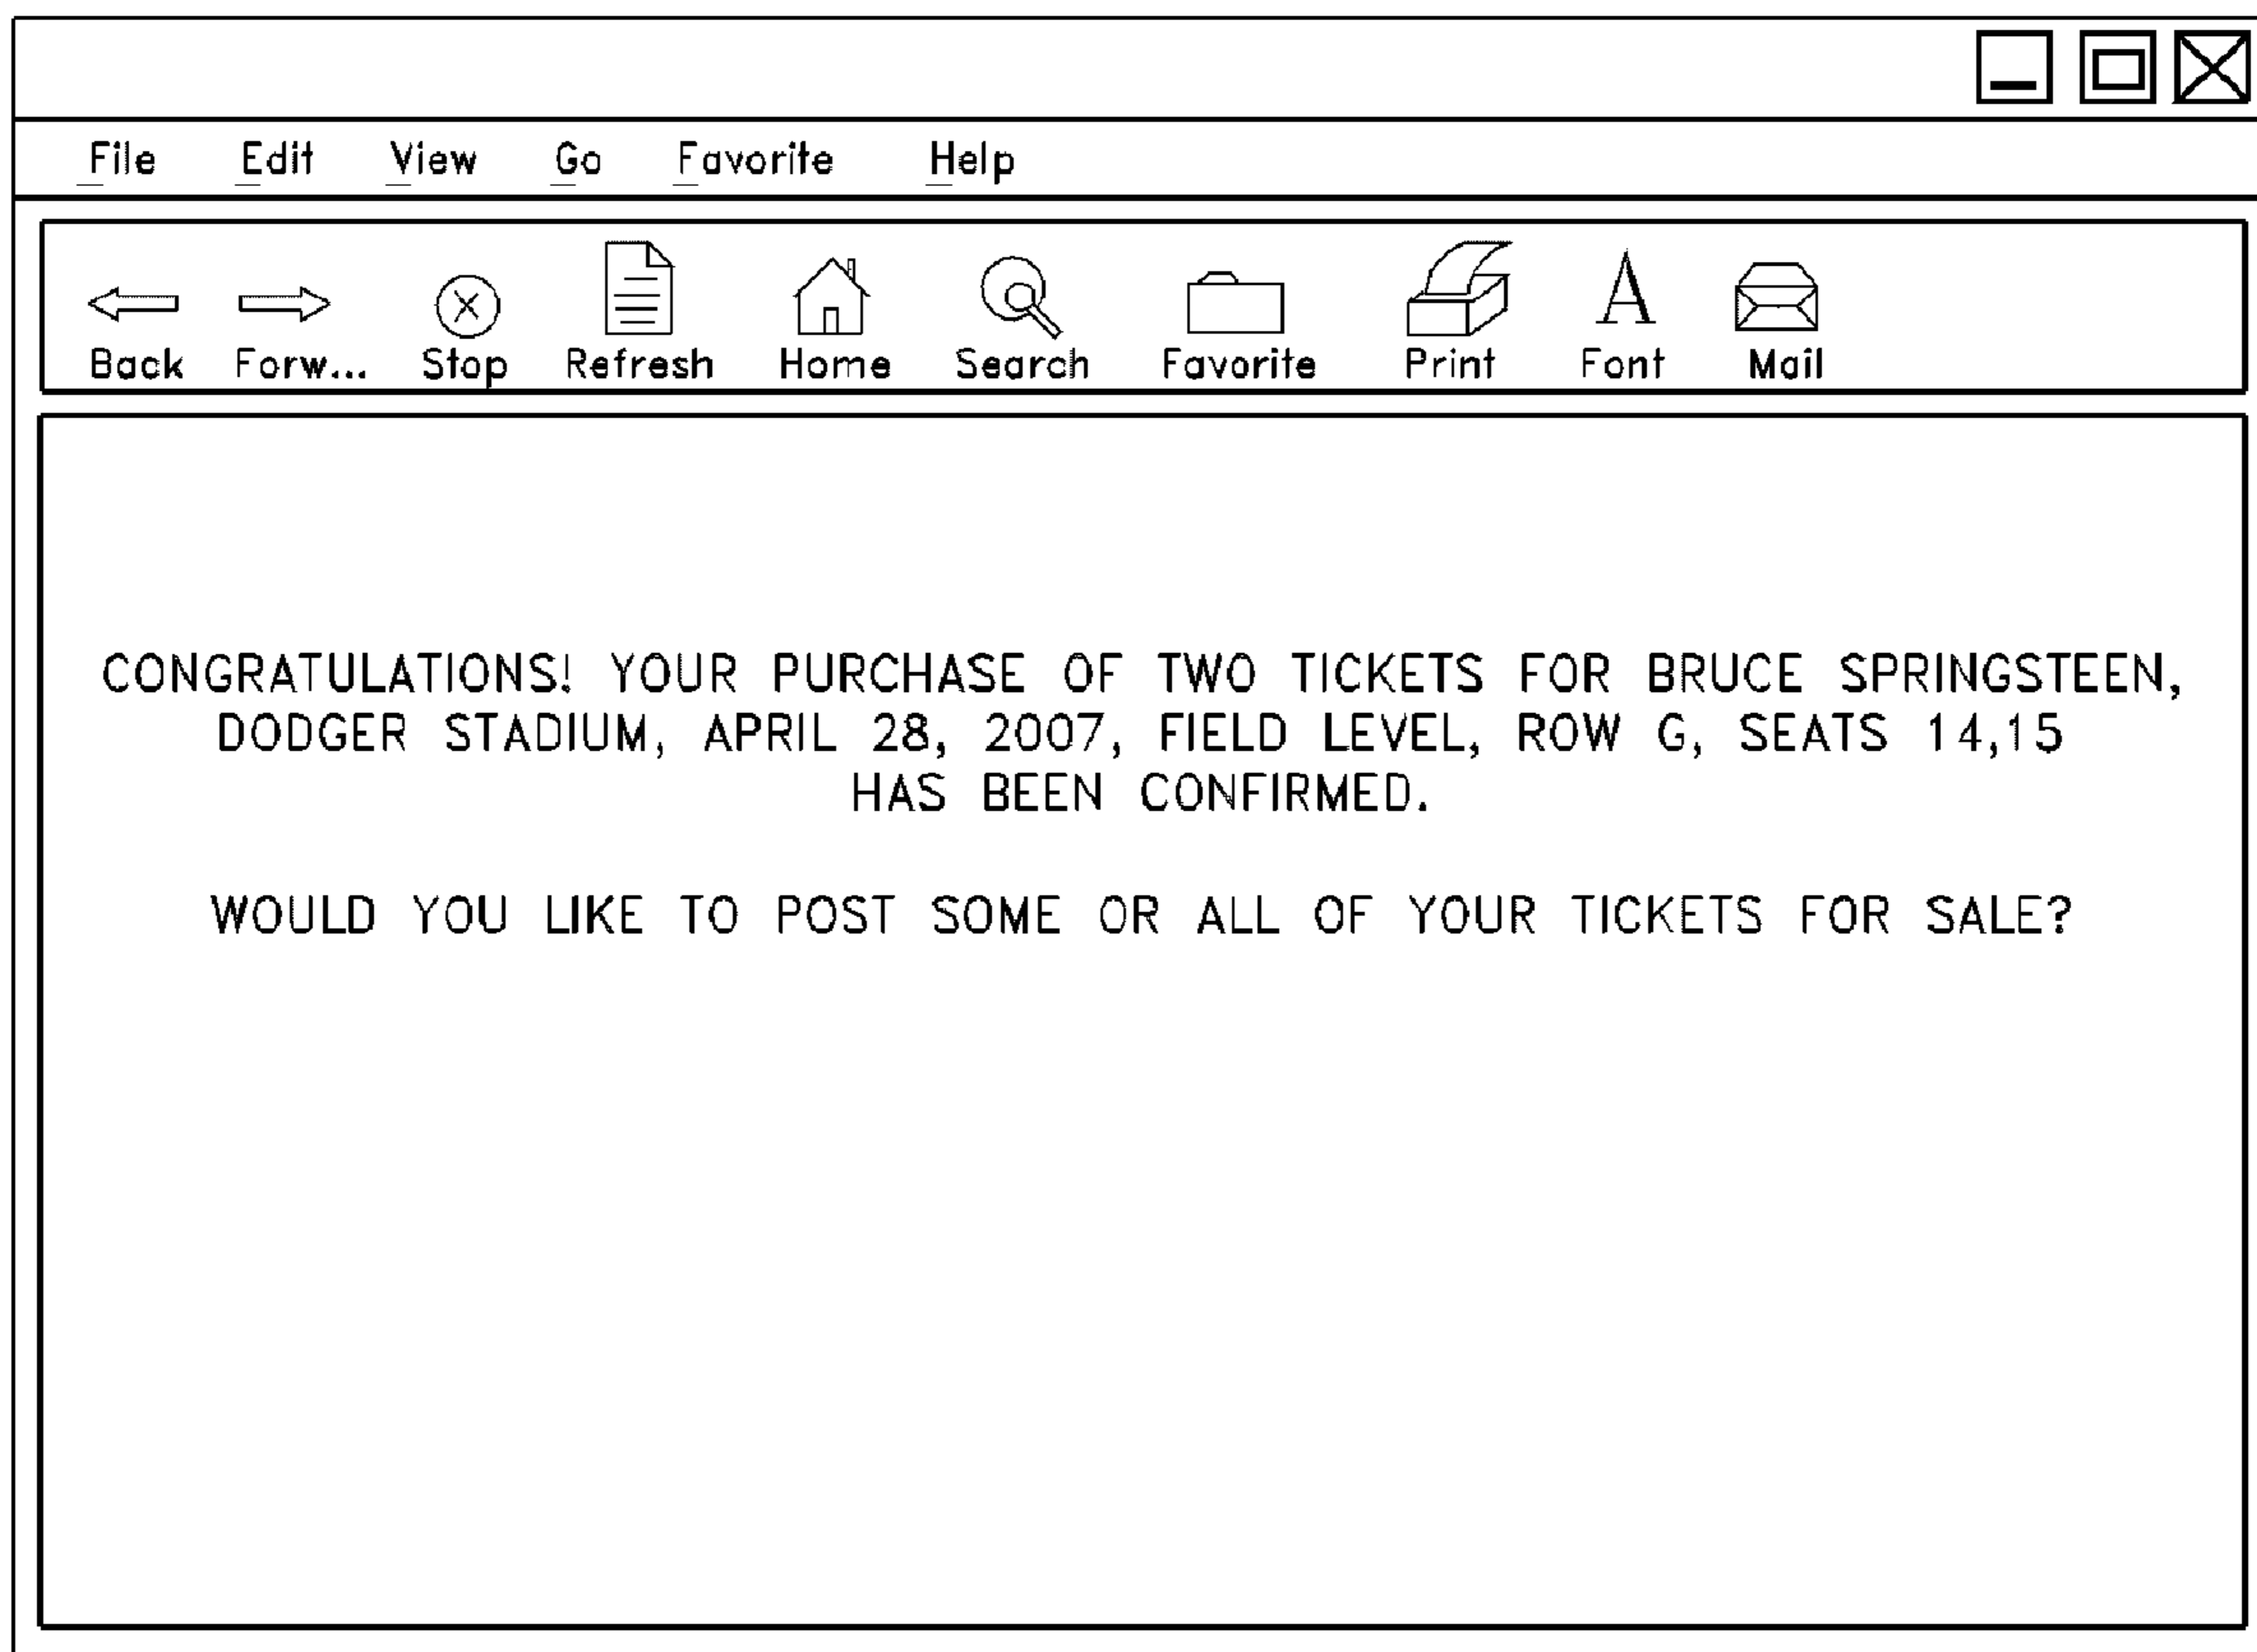 File Edit View Go Favorite Help
Back Forw... Stop Refresh Home Search Favorite Print Font Mail
CONGRATULATIONS! YOUR PURCHASE OF TWO TICKETS FOR BRUCE SPRINGSTEEN,
DODGER STADIUM, APRIL 28, 2007, FIELD LEVEL, ROW G, SEATS 14,15
HAS BEEN CONFIRMED.
WOULD YOU LIKE TO POST SOME OR ALL OF YOUR TICKETS FOR SALE?